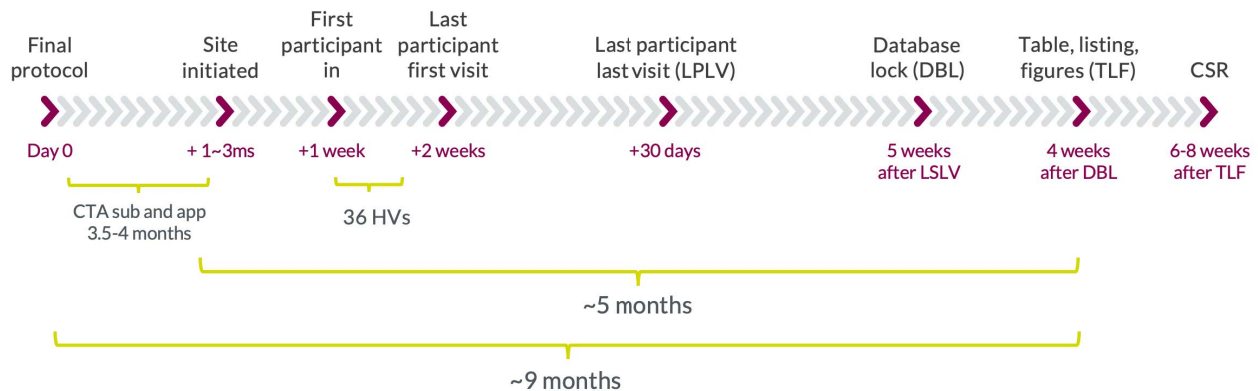 Final
protocol
Site
initiated
First
participant
in
Last
participant
first visit
Last participant
last visit (LPLV)
Database
lock (DBL)
Table, listing,
figures (TLF)
CSR
Day 0
+ 1~3ms
+1 week
+2 weeks
+30 days
5 weeks
after LSLV
4 weeks
after DBL
6-8 weeks
after TLF
CTA sub and app
3.5-4 months
36 HVs
~5 months
~9 months